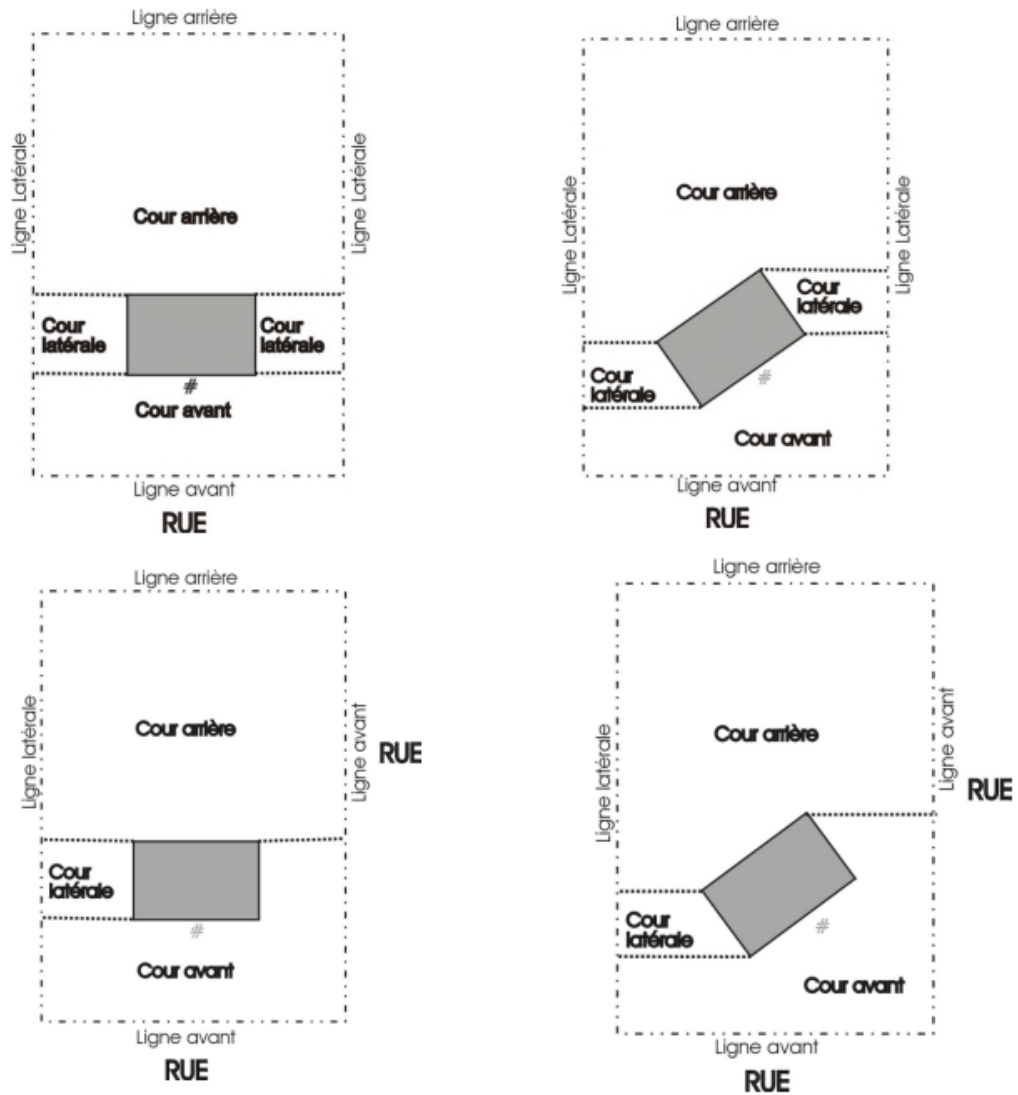 Ligne arrière
Ligne Latérale
Ligne Latérale
Cour arrière
Cour
latérale
Cour
latérale
#
Cour avant
Ligne avant
RUE
Ligne arrière
Ligne Latérale
Ligne Latérale
Cour arrière
Cour
latérale
Cour
latérale
#
Cour avant
Ligne avant
RUE
Ligne arrière
Ligne latérale
Cour arrière
Ligne avant
RUE
Cour
latérale
#
Cour avant
Ligne avant
RUE
Ligne arrière
Ligne latérale
Cour arrière
Ligne avant
RUE
Cour
latérale
#
Cour avant
Ligne avant
RUE